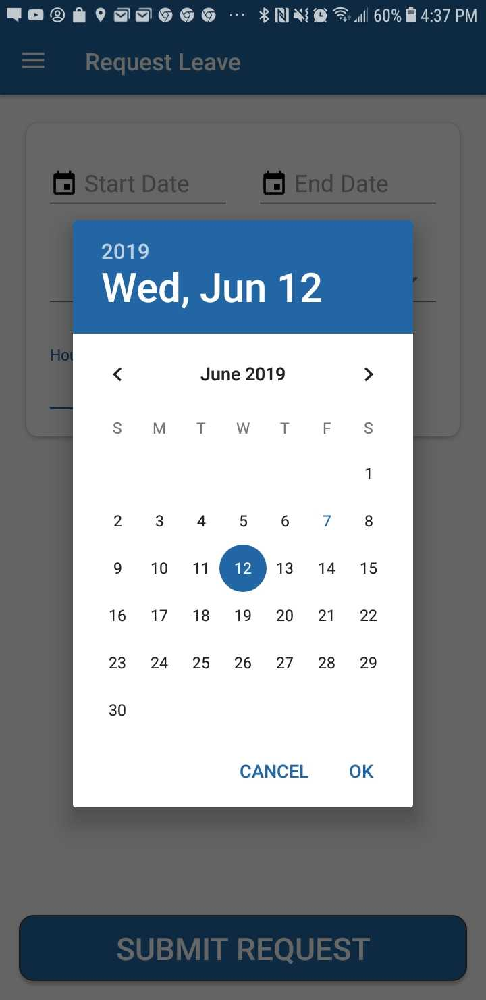 60% 4:37 PM
Request Leave
Start Date End Date
2019
Wed, Jun 12
Hou
June 2019
S M T W T F S
1
2 3 4 5 6 7 8
9 10 11 12 13 14 15
16 17 18 19 20 21 22
23 24 25 26 27 28 29
30
CANCEL OK
SUBMIT REQUEST